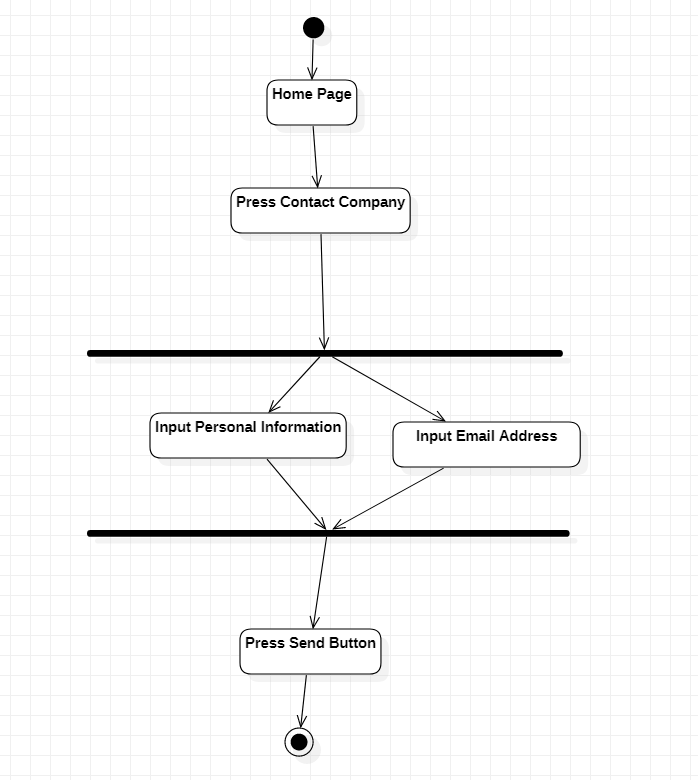 Home Page
Press Contact Company
Input Personal Information
Input Email Address
Press Send Button